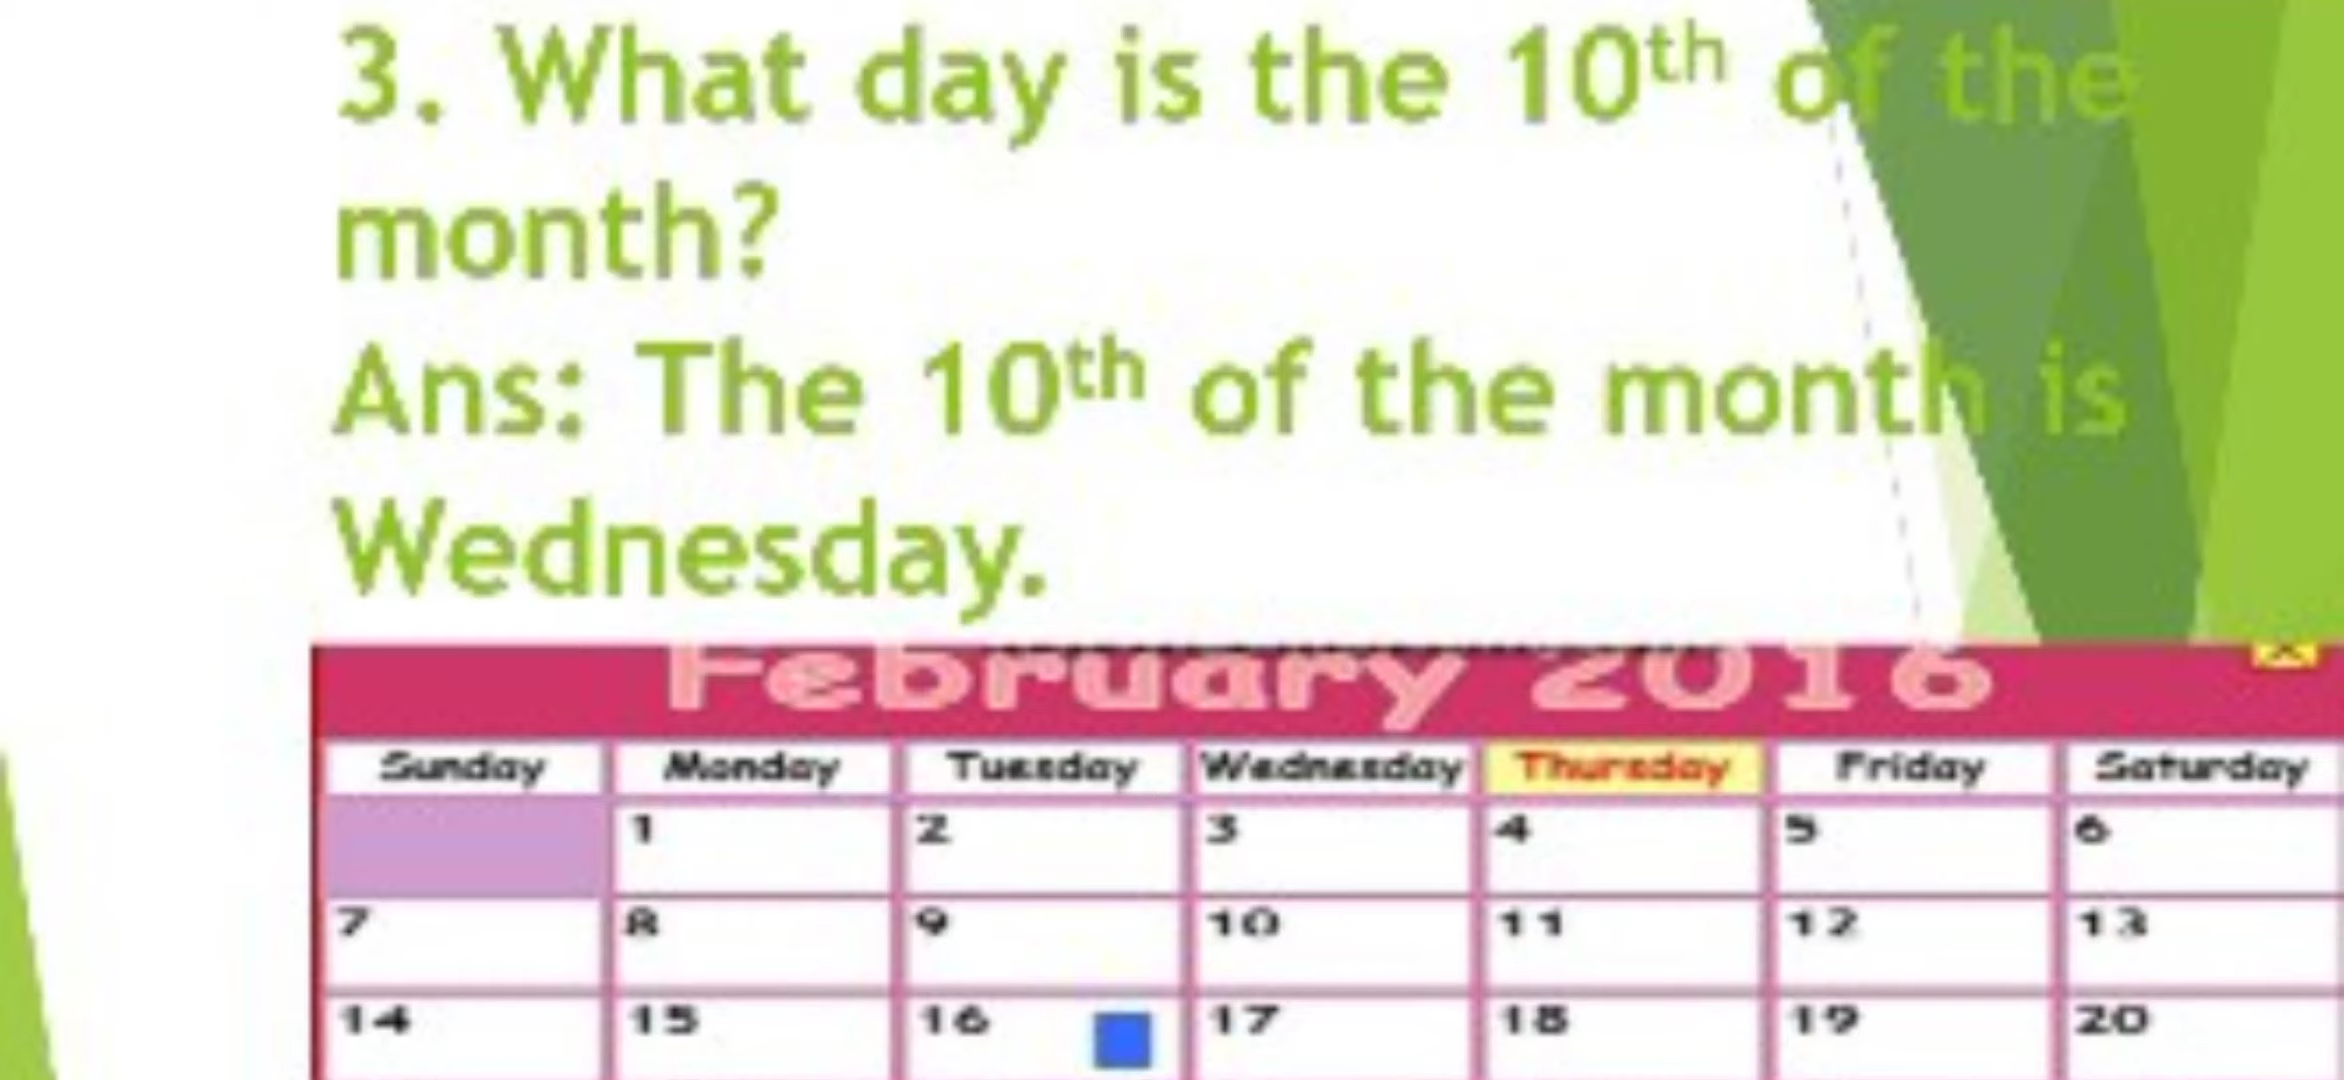 3. What day is the 10th of the
month?
Ans: The 10th of the month is
Wednesday.
February 2016
Sunday Monday Tuesday Wednesday Thursday Friday Saturday
1 2 3 4 5 6
7 8 9 10 11 12 13
14 15 16 17 18 19 20